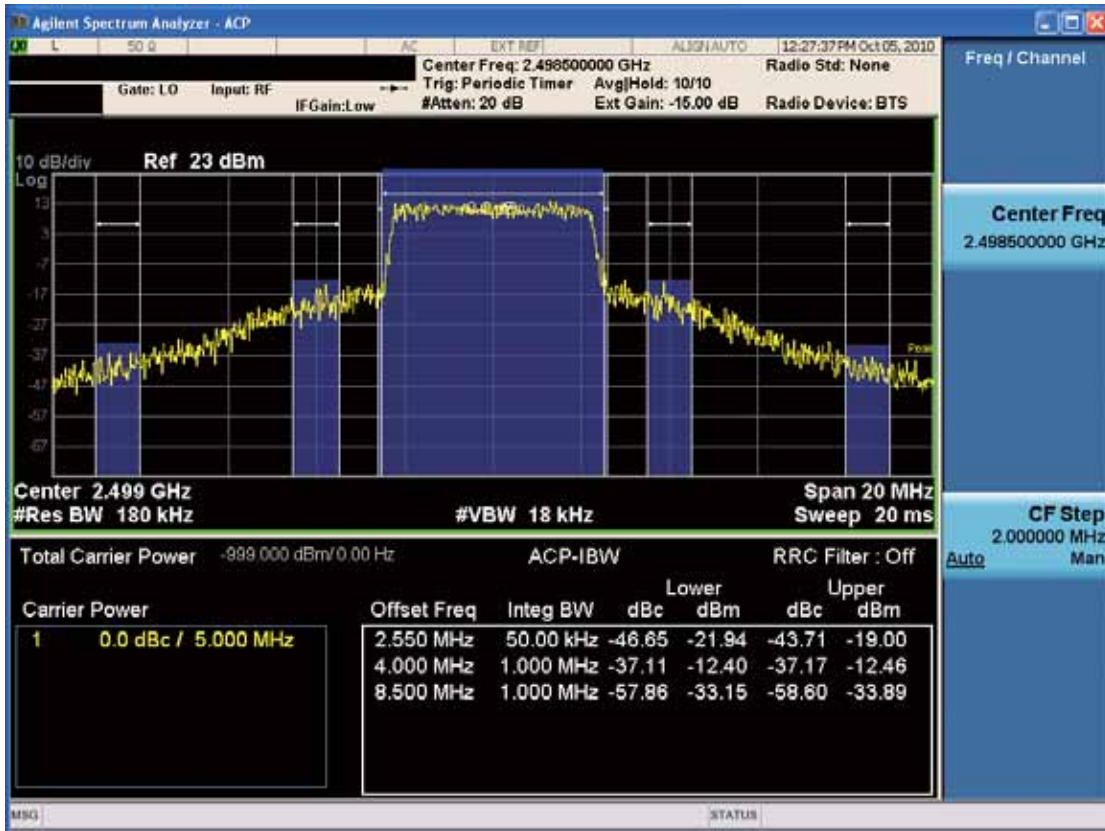 Agilent Spectrum Analyzer - ACP
L 50 Ω AC EXT REF ALIGN AUTO 12:27:37 PM Oct 05, 2010
Center Freq: 2.498500000 GHz Radio Std: None
Gate: LO Input: RF Trig: Periodic Timer Avg|Hold: 10/10
IFGain:Low #Atten: 20 dB Ext Gain: -15.00 dB Radio Device: BTS
10 dB/div Ref 23 dBm
Log
13
3
-7
-17
-27
-37
-47
-57
-67
Peak
Center 2.499 GHz Span 20 MHz
#Res BW 180 kHz #VBW 18 kHz Sweep 20 ms
Total Carrier Power -999.000 dBm/ 0.00 Hz ACP-IBW RRC Filter : Off
Lower Upper
Carrier Power Offset Freq Integ BW dBc dBm dBc dBm
1 0.0 dBc / 5.000 MHz
2.550 MHz 50.00 kHz -46.65 -21.94 -43.71 -19.00
4.000 MHz 1.000 MHz -37.11 -12.40 -37.17 -12.46
8.500 MHz 1.000 MHz -57.86 -33.15 -58.60 -33.89
MSG STATUS
Freq / Channel
Center Freq
2.498500000 GHz
CF Step
2.000000 MHz
Auto Man